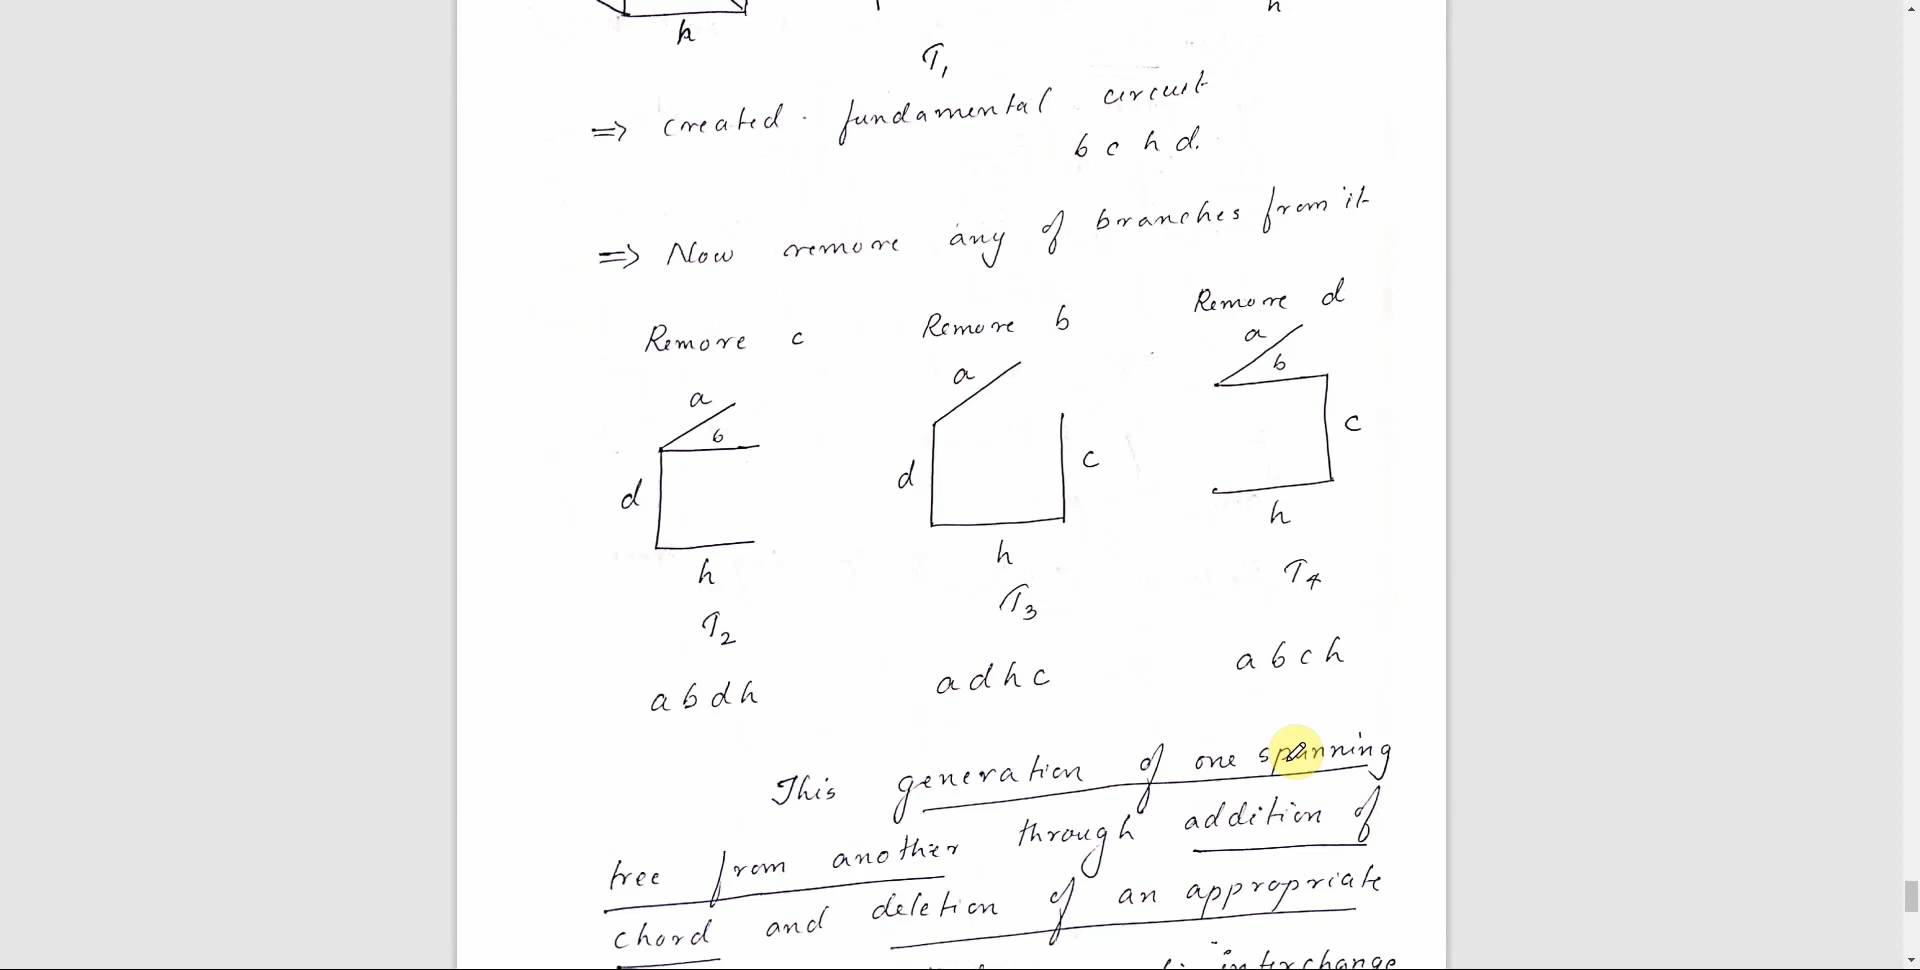 h
h
T1
=> created. fundamental circuit
b c h d.
=> Now remove any of branches from it
Remove c
Remove b
Remove d
a
b
d
h
T2
a b d h
a
d
c
h
T3
a d h c
a
b
c
h
T4
a b c h
This generation of one spanning
tree from another through addition of
chord and deletion of an appropriate
interchange